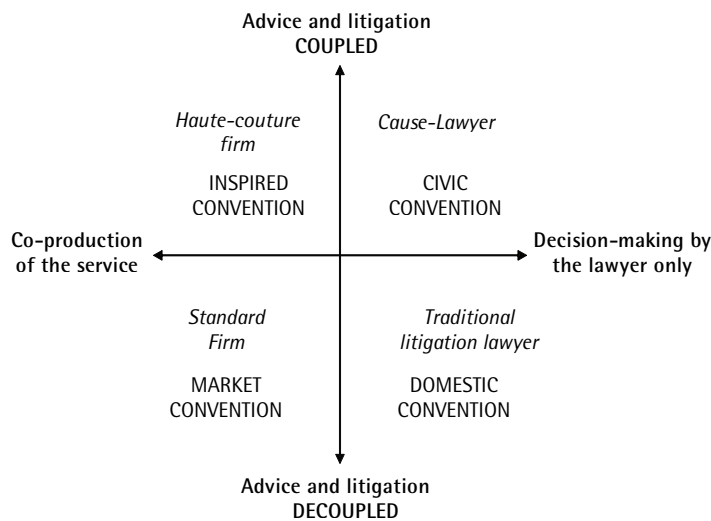 Advice and litigation
COUPLED
Haute-couture
firm
Cause-Lawyer
INSPIRED
CONVENTION
CIVIC
CONVENTION
Co-production
of the service
Decision-making by
the lawyer only
Standard
Firm
Traditional
litigation lawyer
MARKET
CONVENTION
DOMESTIC
CONVENTION
Advice and litigation
DECOUPLED